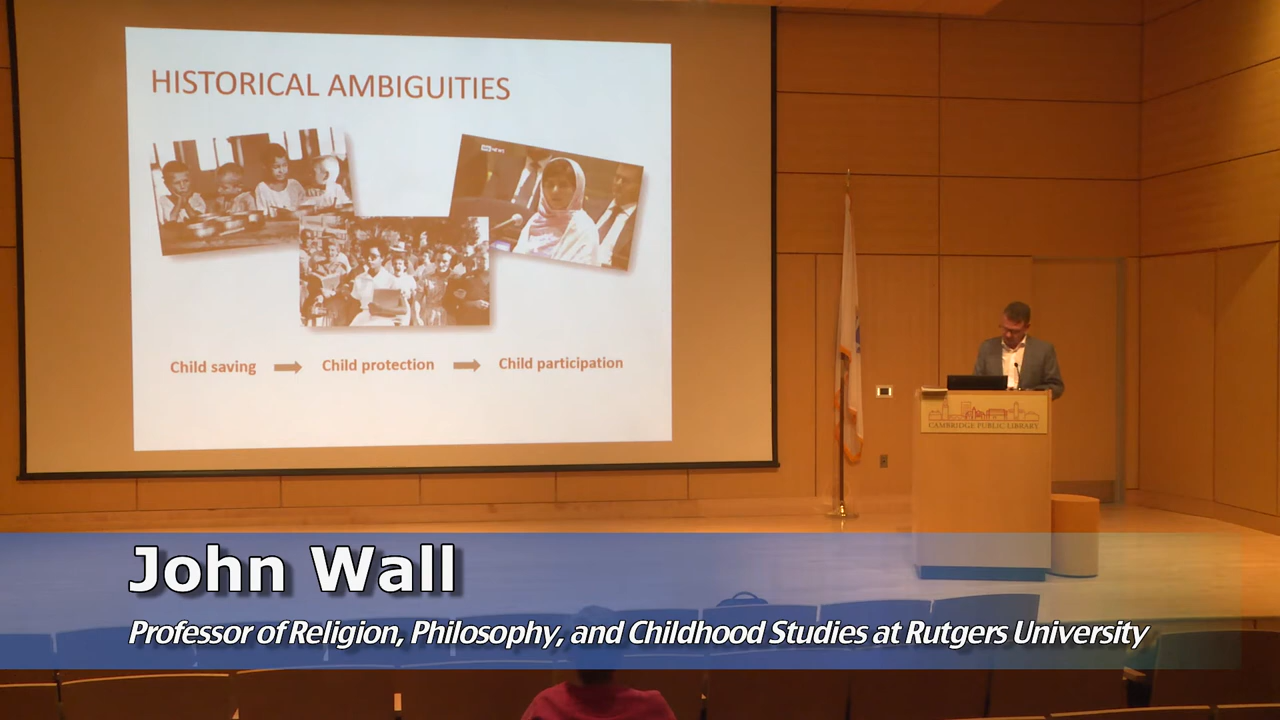 HISTORICAL AMBIGUITIES
Child saving
Child protection
Child participation
CAMBRIDGE PUBLIC LIBRARY
John Wall
Professor of Religion, Philosophy, and Childhood Studies at Rutgers University